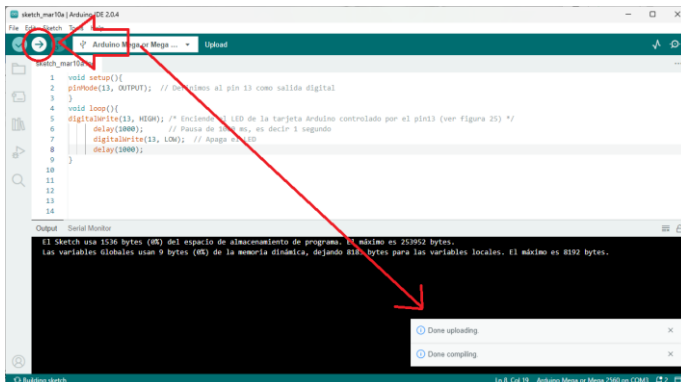 sketch_mar10a | Arduino IDE 2.0.4
File Edit Sketch Tools Help
Arduino Mega or Mega ... Upload
sketch_mar10a
1 void setup(){
2 pinMode(13, OUTPUT); // Definimos al pin 13 como salida digital
3 }
4 void loop(){
5 digitalWrite(13, HIGH); /* Enciende el LED de la tarjeta Arduino controlado por el pin13 (ver figura 25) */
6 delay(1000); // Pausa de 1000 ms, es decir 1 segundo
7 digitalWrite(13, LOW); // Apaga el LED
8 delay(1000);
9 }
10
11
12
13
14
Output Serial Monitor
El Sketch usa 1536 bytes (0%) del espacio de almacenamiento de programa. El máximo es 253952 bytes.
Las variables Globales usan 9 bytes (0%) de la memoria dinámica, dejando 8183 bytes para las variables locales. El máximo es 8192 bytes.
Done uploading.
Done compiling.
Building sketch
Ln 8, Col 19 Arduino Mega or Mega 2560 on COM3 2